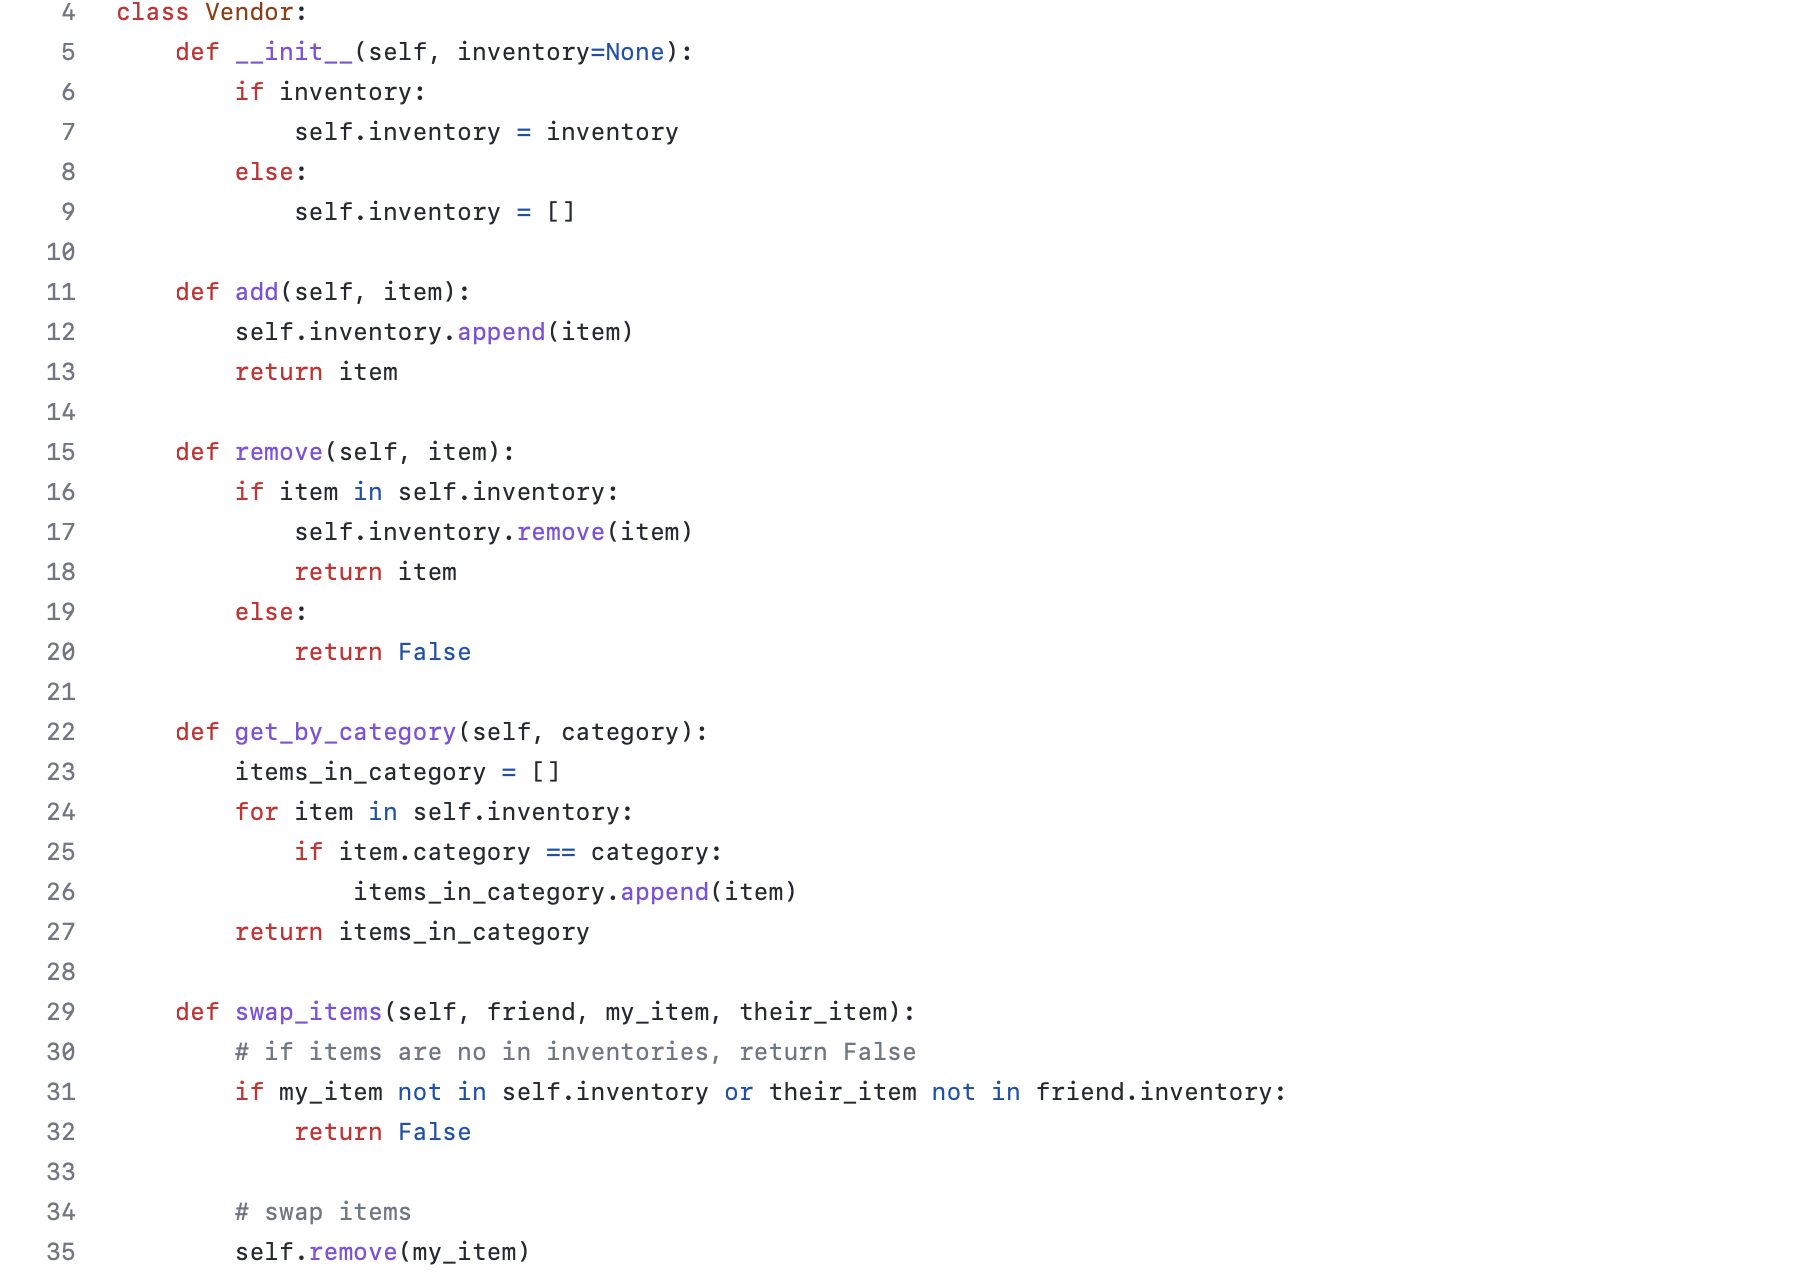 4 class Vendor:
5     def __init__(self, inventory=None):
6         if inventory:
7             self.inventory = inventory
8         else:
9             self.inventory = []
10
11     def add(self, item):
12         self.inventory.append(item)
13         return item
14
15     def remove(self, item):
16         if item in self.inventory:
17             self.inventory.remove(item)
18             return item
19         else:
20             return False
21
22     def get_by_category(self, category):
23         items_in_category = []
24         for item in self.inventory:
25             if item.category == category:
26                 items_in_category.append(item)
27         return items_in_category
28
29     def swap_items(self, friend, my_item, their_item):
30         # if items are no in inventories, return False
31         if my_item not in self.inventory or their_item not in friend.inventory:
32             return False
33
34         # swap items
35         self.remove(my_item)